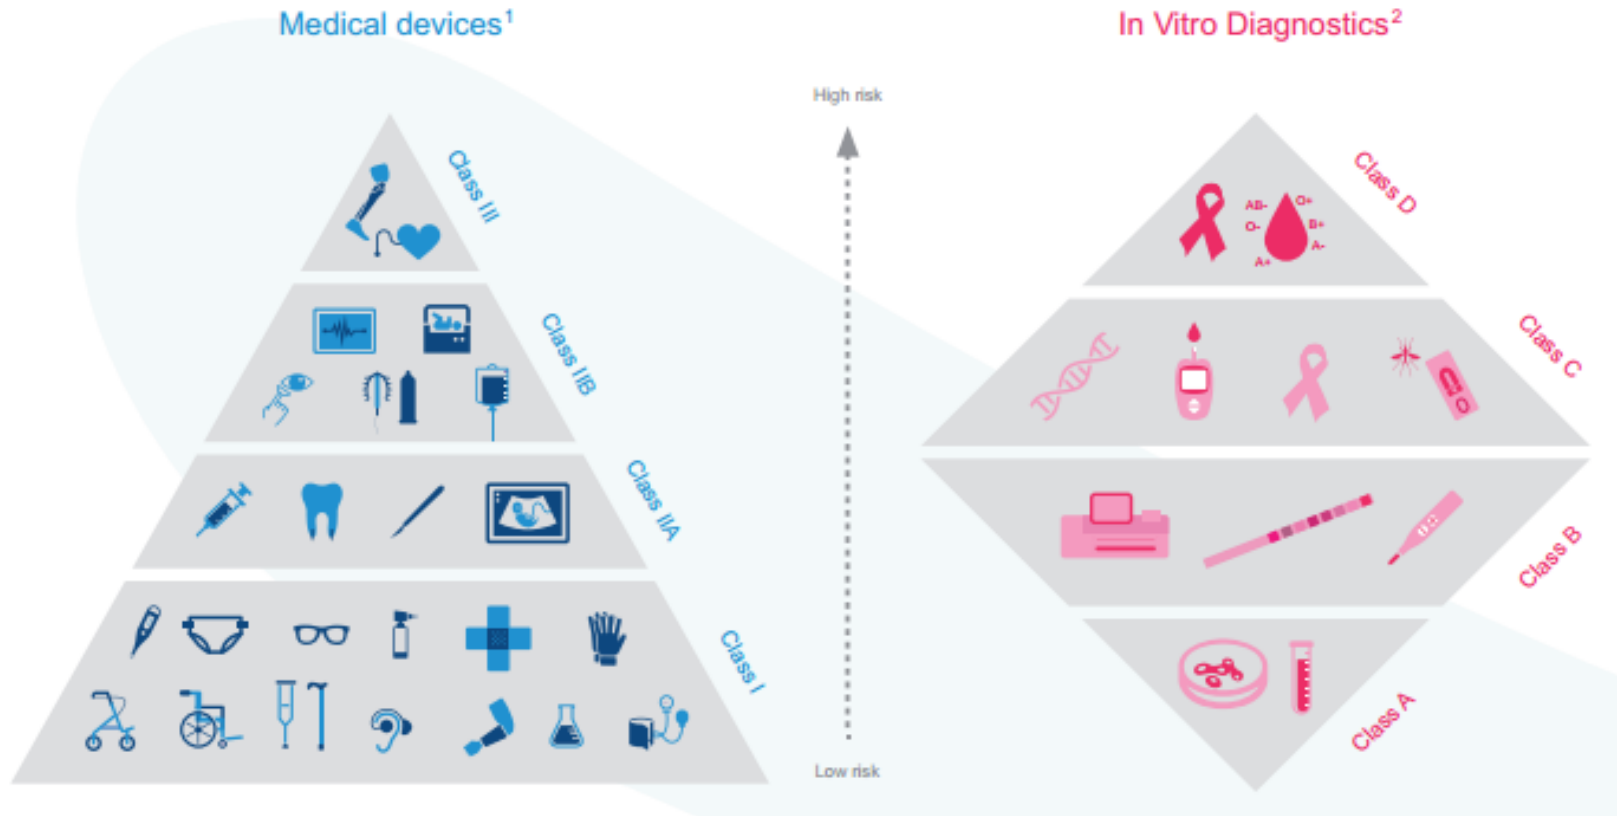 Medical devices¹
In Vitro Diagnostics²
High risk
Class III
Class IIB
Class IIA
Class I
Low risk
Class D
AB-
O+
O-
B+
A-
A+
Class C
Class B
Class A